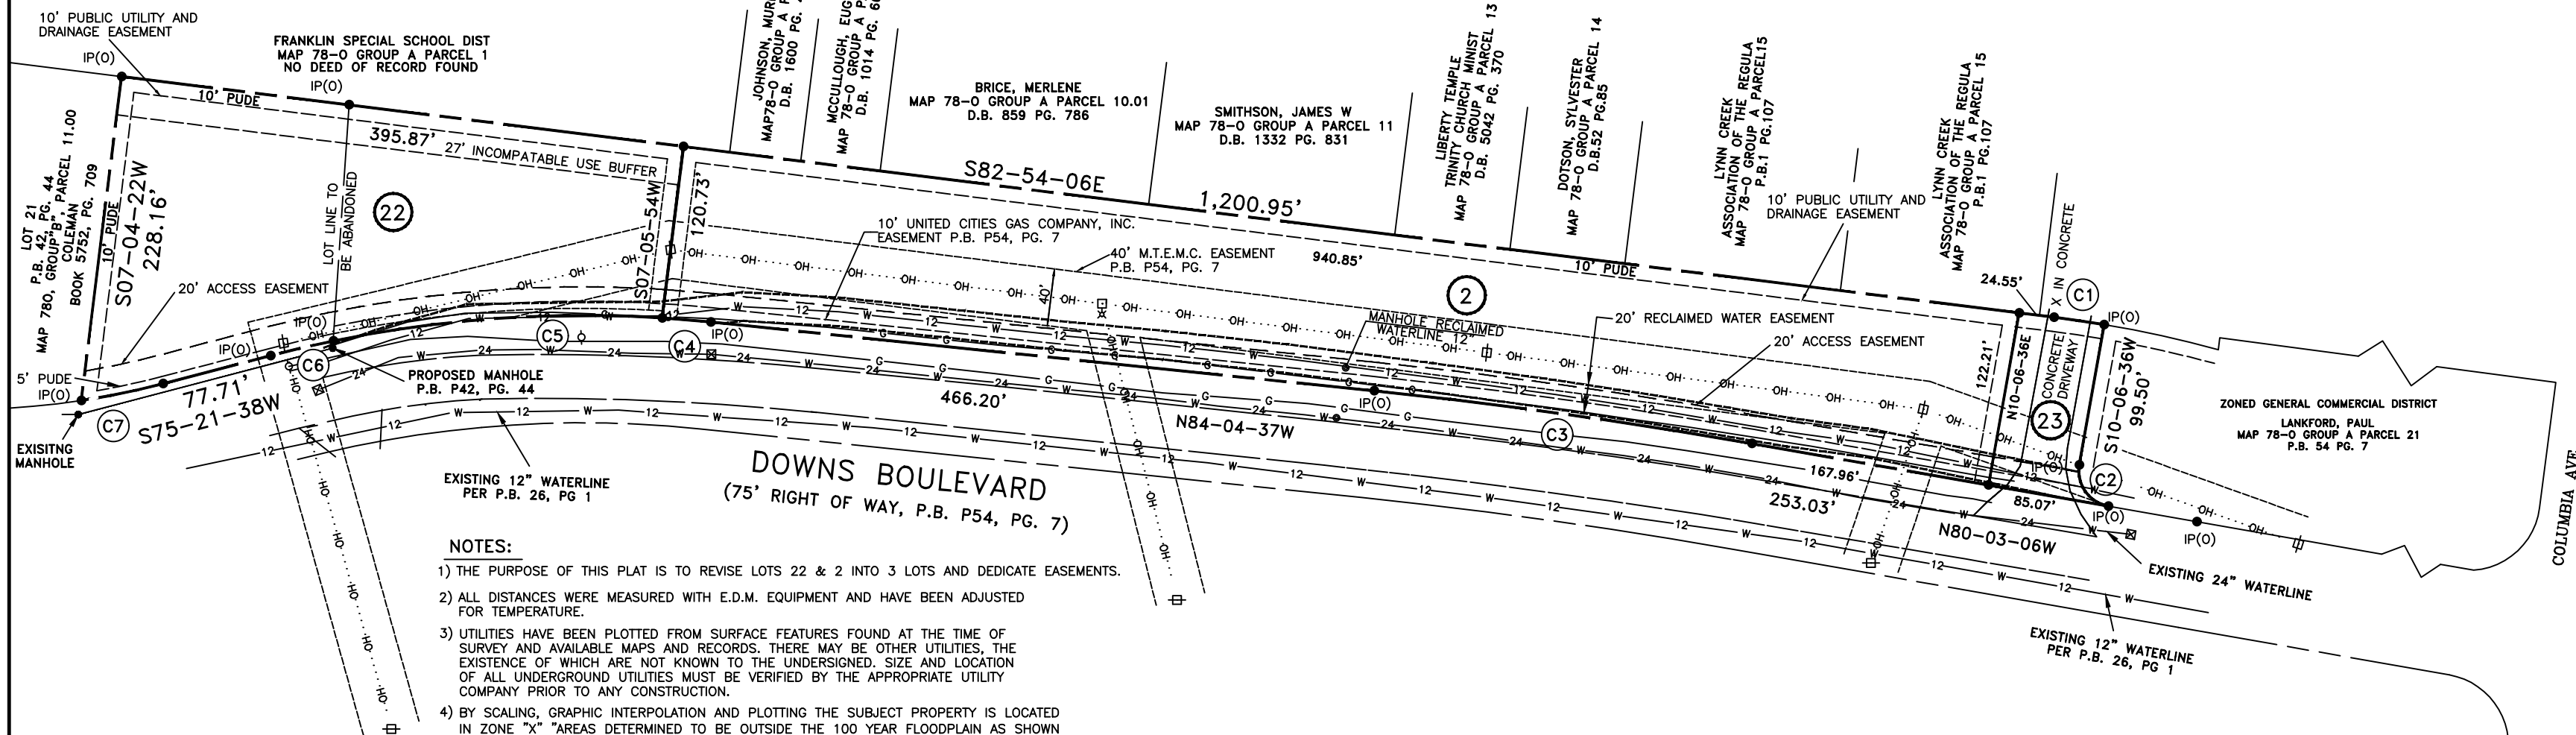 10' PUBLIC UTILITY AND
DRAINAGE EASEMENT
IP(O)
FRANKLIN SPECIAL SCHOOL DIST
MAP 78-O GROUP A PARCEL 1
NO DEED OF RECORD FOUND
IP(O)
10' PUDE
395.87'
27' INCOMPATABLE USE BUFFER
LOT 21
P.B. 42, PG. 44
MAP 780, GROUP"B", PARCEL 11.00
COLEMAN
BOOK 5752, PG. 709
10' PUDE
S07-04-22W
228.16'
LOT LINE TO
BE ABANDONED
22
20' ACCESS EASEMENT
5' PUDE
IP(O)
IP(O)
IP(O)
77.71'
S75-21-38W
C7
C6
C5
C4
EXISITNG
MANHOLE
PROPOSED MANHOLE
P.B. P42, PG. 44
S07-05-54W
120.73'
IP(O)
JOHNSON,
MAP78-O GROUP A
D.B. 1600 PG.
MCCULLOUGH,
MAP 78-O GROUP A
D.B. 1014 PG.
BRICE, MERLENE
MAP 78-O GROUP A PARCEL 10.01
D.B. 859 PG. 786
SMITHSON, JAMES W
MAP 78-O GROUP A PARCEL 11
D.B. 1332 PG. 831
LIBERTY TEMPLE
TRINITY CHURCH MINIST
MAP 78-O GROUP A PARCEL 13
D.B. 5042 PG. 370
DOTSON, SYLVESTER
MAP 78-O GROUP A PARCEL 14
D.B.52 PG.85
LYNN CREEK
ASSOCIATION OF THE REGULA
MAP 78-O GROUP A PARCEL15
P.B.1 PG.107
LYNN CREEK
ASSOCIATION OF THE REGULA
MAP 78-O GROUP A PARCEL 15
P.B.1 PG.107
S82-54-06E
1,200.95'
10' UNITED CITIES GAS COMPANY, INC.
EASEMENT P.B. P54, PG. 7
40' M.T.E.M.C. EASEMENT
P.B. P54, PG. 7
40'
940.85'
10' PUDE
2
10' PUBLIC UTILITY AND
DRAINAGE EASEMENT
MANHOLE RECLAIMED
WATERLINE 12"
20' RECLAIMED WATER EASEMENT
20' ACCESS EASEMENT
24.55'
X IN CONCRETE
C1
IP(O)
122.21'
N10-06-36E
CONCRETE
DRIVEWAY
23
S10-06-36W
99.50'
IP(O)
C2
IP(O)
IP(O)
ZONED GENERAL COMMERCIAL DISTRICT
LANKFORD, PAUL
MAP 78-O GROUP A PARCEL 21
P.B. 54 PG. 7
COLUMBIA AVE
466.20'
N84-04-37W
IP(O)
C3
167.96'
253.03'
85.07'
N80-03-06W
EXISTING 24" WATERLINE
EXISTING 12" WATERLINE
PER P.B. 26, PG 1
EXISTING 12" WATERLINE
PER P.B. 26, PG 1
DOWNS BOULEVARD
(75' RIGHT OF WAY, P.B. P54, PG. 7)
NOTES:
1) THE PURPOSE OF THIS PLAT IS TO REVISE LOTS 22 & 2 INTO 3 LOTS AND DEDICATE EASEMENTS.
2) ALL DISTANCES WERE MEASURED WITH E.D.M. EQUIPMENT AND HAVE BEEN ADJUSTED
FOR TEMPERATURE.
3) UTILITIES HAVE BEEN PLOTTED FROM SURFACE FEATURES FOUND AT THE TIME OF
SURVEY AND AVAILABLE MAPS AND RECORDS. THERE MAY BE OTHER UTILITIES, THE
EXISTENCE OF WHICH ARE NOT KNOWN TO THE UNDERSIGNED. SIZE AND LOCATION
OF ALL UNDERGROUND UTILITIES MUST BE VERIFIED BY THE APPROPRIATE UTILITY
COMPANY PRIOR TO ANY CONSTRUCTION.
4) BY SCALING, GRAPHIC INTERPOLATION AND PLOTTING THE SUBJECT PROPERTY IS LOCATED
IN ZONE "X" "AREAS DETERMINED TO BE OUTSIDE THE 100 YEAR FLOODPLAIN AS SHOWN